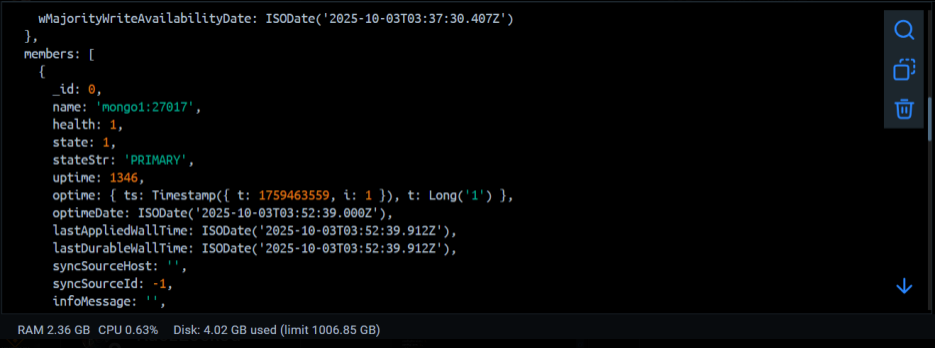 wMajorityWriteAvailabilityDate: ISODate('2025-10-03T03:37:30.407Z')
},
members: [
{
_id: 0,
name: 'mongo1:27017',
health: 1,
state: 1,
stateStr: 'PRIMARY',
uptime: 1346,
optime: { ts: Timestamp({ t: 1759463559, i: 1 }), t: Long('1') },
optimeDate: ISODate('2025-10-03T03:52:39.000Z'),
lastAppliedWallTime: ISODate('2025-10-03T03:52:39.912Z'),
lastDurableWallTime: ISODate('2025-10-03T03:52:39.912Z'),
syncSourceHost: '',
syncSourceId: -1,
infoMessage: '',
RAM 2.36 GB CPU 0.63% Disk: 4.02 GB used (limit 1006.85 GB)